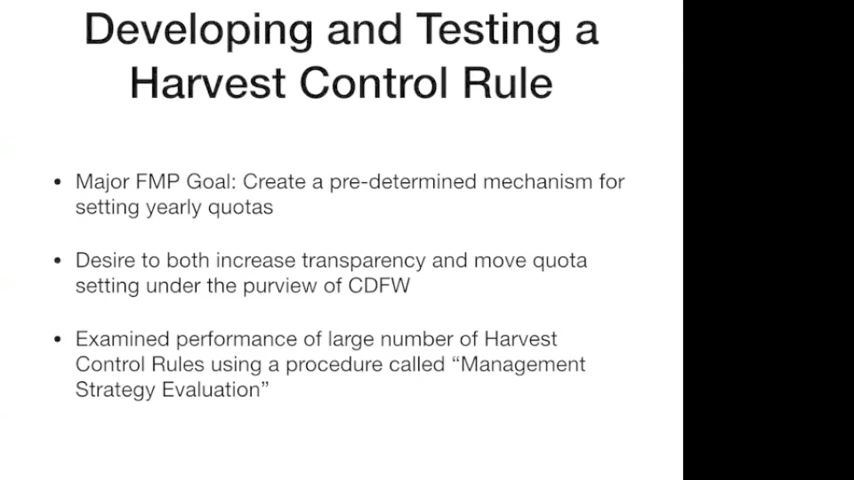 Developing and Testing a
Harvest Control Rule
• Major FMP Goal: Create a pre-determined mechanism for
setting yearly quotas
• Desire to both increase transparency and move quota
setting under the purview of CDFW
• Examined performance of large number of Harvest
Control Rules using a procedure called “Management
Strategy Evaluation”